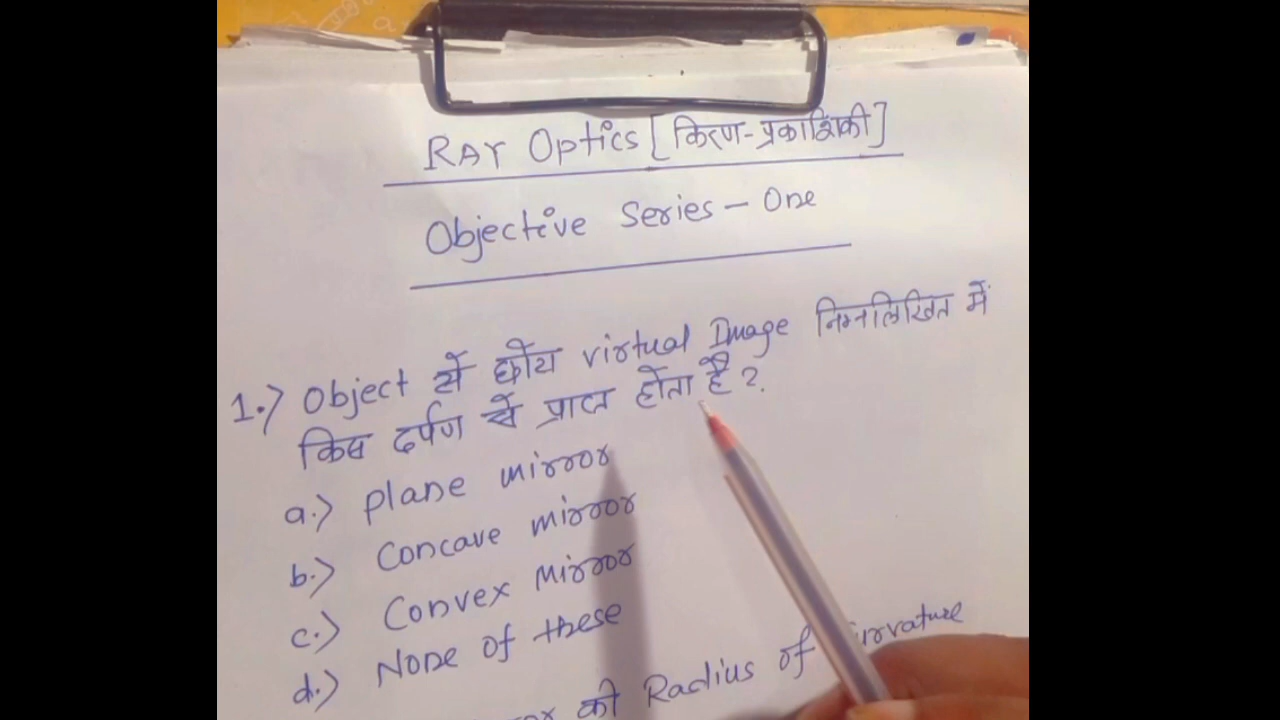 RAY Optics [किरण-प्रकाशिकी]
Objective Series - One
1.) Object से छोटा virtual Image निम्नलिखित में
किस दर्पण से प्राप्त होता है ?
a.) plane mirror
b.) Concave mirror
c.) Convex Mirror
d.) None of these
की Radius of